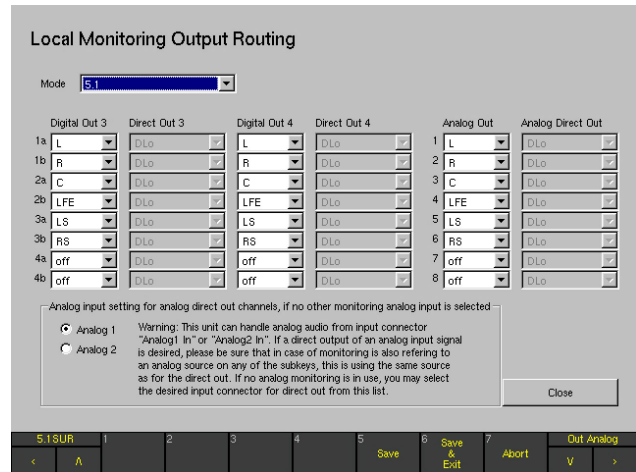 Local Monitoring Output Routing
Mode 5.1
Digital Out 3 Direct Out 3 Digital Out 4 Direct Out 4 Analog Out Analog Direct Out
1a L DLo L DLo 1 L DLo
1b R DLo R DLo 2 R DLo
2a C DLo C DLo 3 C DLo
2b LFE DLo LFE DLo 4 LFE DLo
3a LS DLo LS DLo 5 LS DLo
3b RS DLo RS DLo 6 RS DLo
4a off DLo off DLo 7 off DLo
4b off DLo off DLo 8 off DLo
Analog input setting for analog direct out channels, if no other monitoring analog input is selected
Analog 1
Analog 2
Warning: This unit can handle analog audio from input connector
"Analog1 In" or "Analog2 In". If a direct output of an analog input signal
is desired, please be sure that in case of monitoring is also refering to
an analog source on any of the subkeys, this is using the same source
as for the direct out. If no analog monitoring is in use, you may select
the desired input connector for direct out from this list.
Close
5.1SUR 1 2 3 4 5 6 7 Out Analog
Save
Save
&
Exit
Abort
< Λ V >